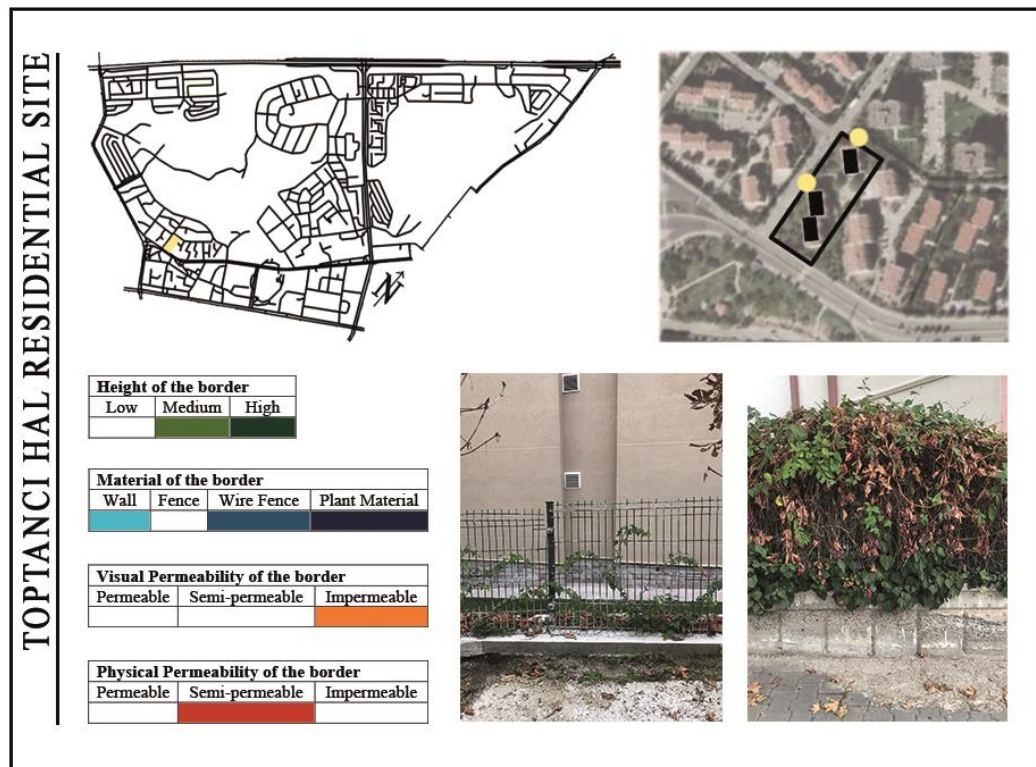 TOPTANCI HAL RESIDENTIAL SITE
N
Height of the border
Low Medium High
Material of the border
Wall Fence Wire Fence Plant Material
Visual Permeability of the border
Permeable Semi-permeable Impermeable
Physical Permeability of the border
Permeable Semi-permeable Impermeable